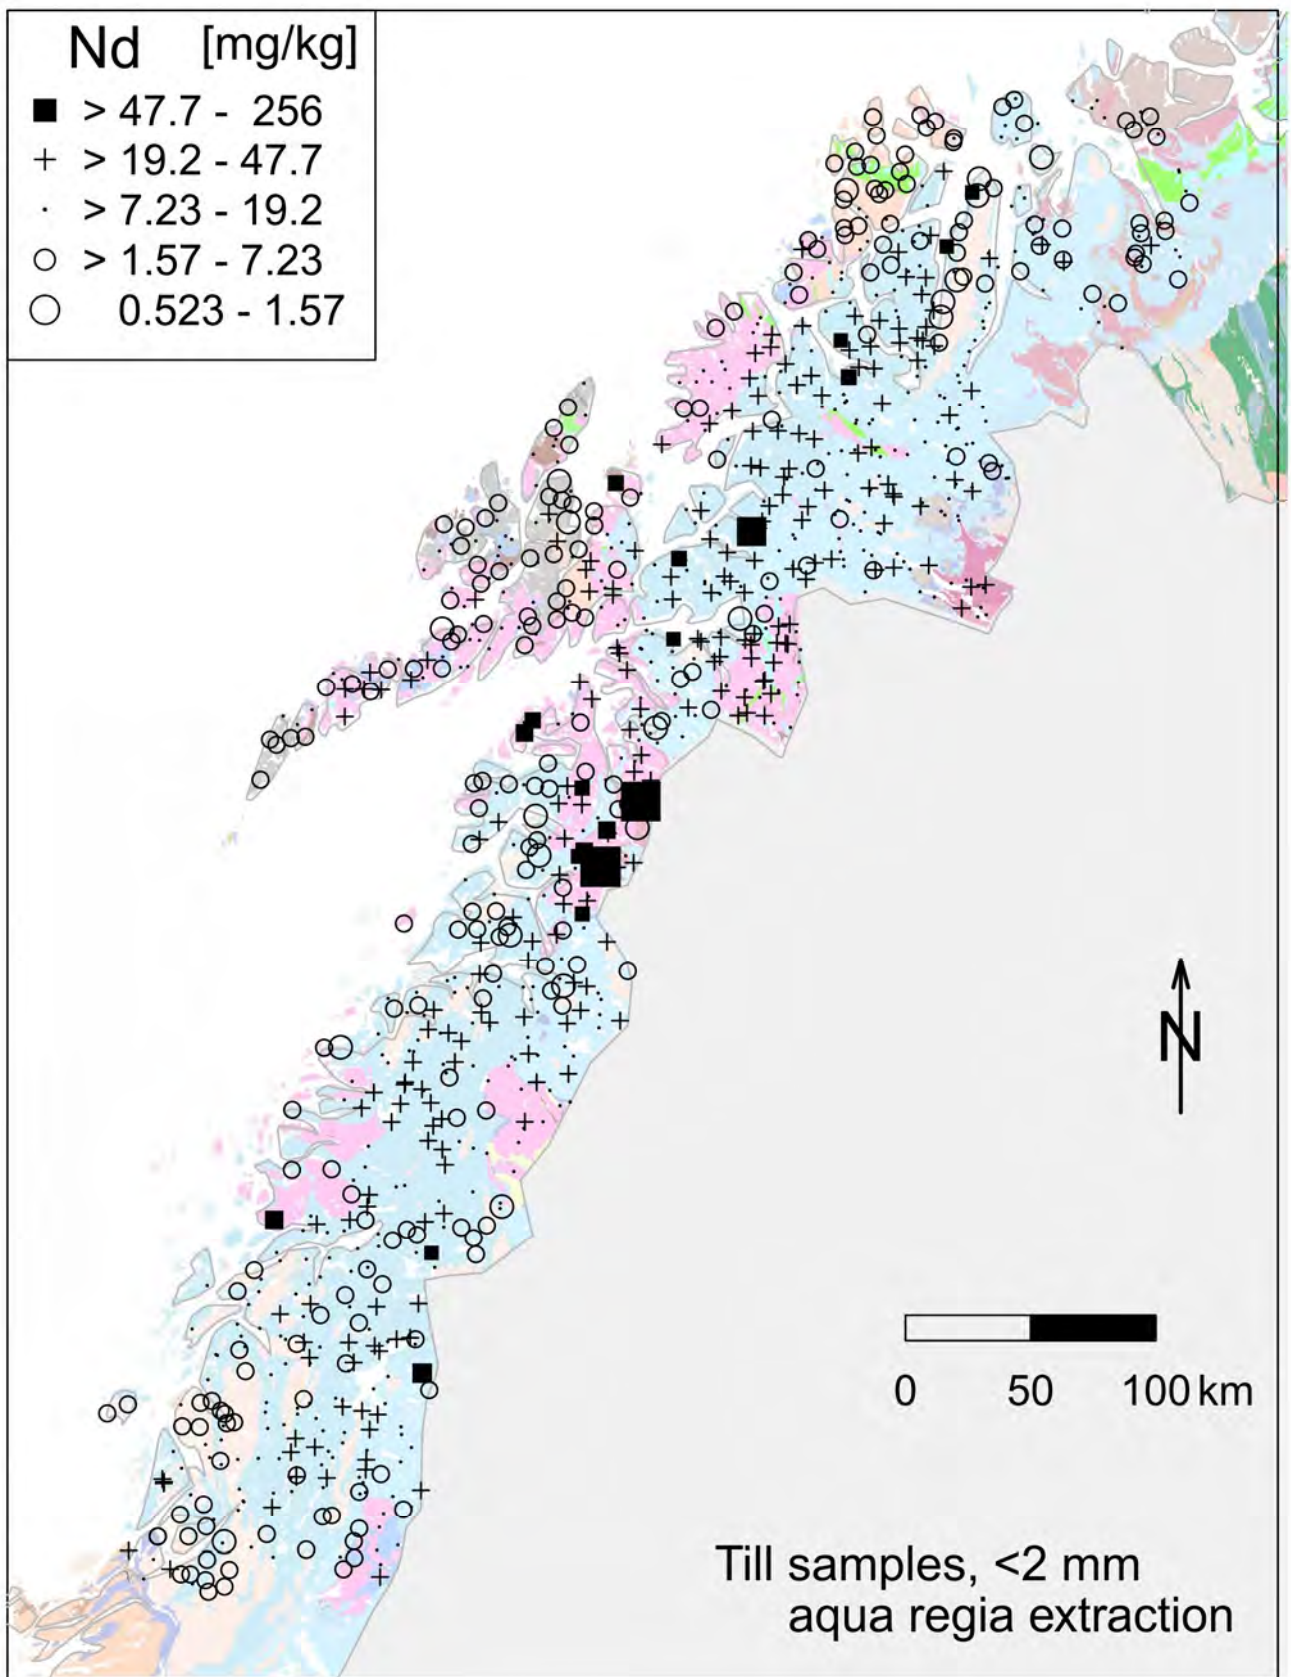 Nd [mg/kg]
> 47.7 - 256
> 19.2 - 47.7
> 7.23 - 19.2
> 1.57 - 7.23
0.523 - 1.57
N
0 50 100 km
Till samples, <2 mm
aqua regia extraction